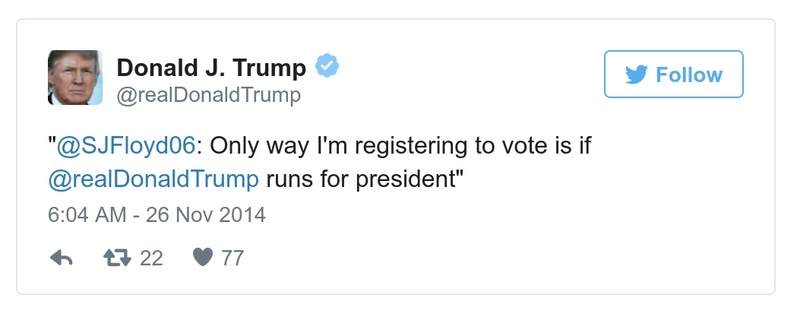 Donald J. Trump
@realDonaldTrump
Follow
"@SJFloyd06: Only way I'm registering to vote is if
@realDonaldTrump runs for president"
6:04 AM - 26 Nov 2014
22 77